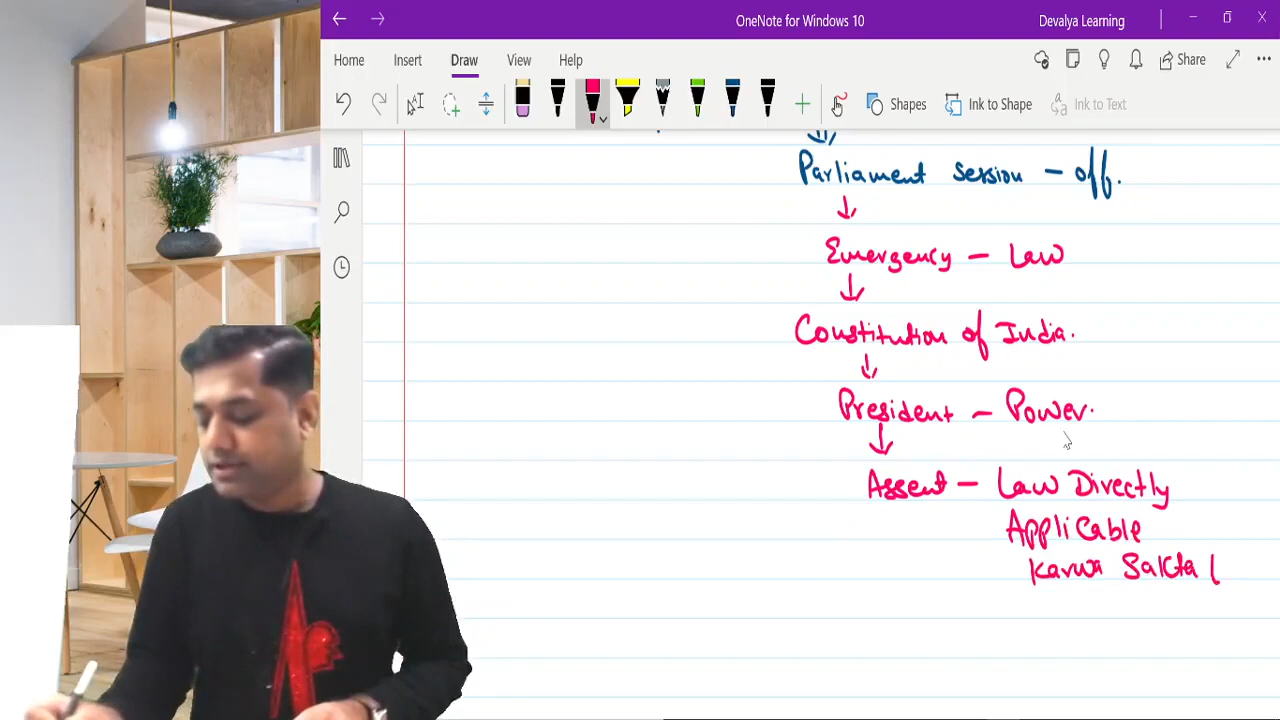 OneNote for Windows 10
Devalya Learning
Home Insert Draw View Help
Share
Shapes
Ink to Shape
Ink to Text
Parliament session - off.
Emergency - Law
Constitution of India.
President - Power.
Assent - Law Directly
Applicable
Karwa Sakta